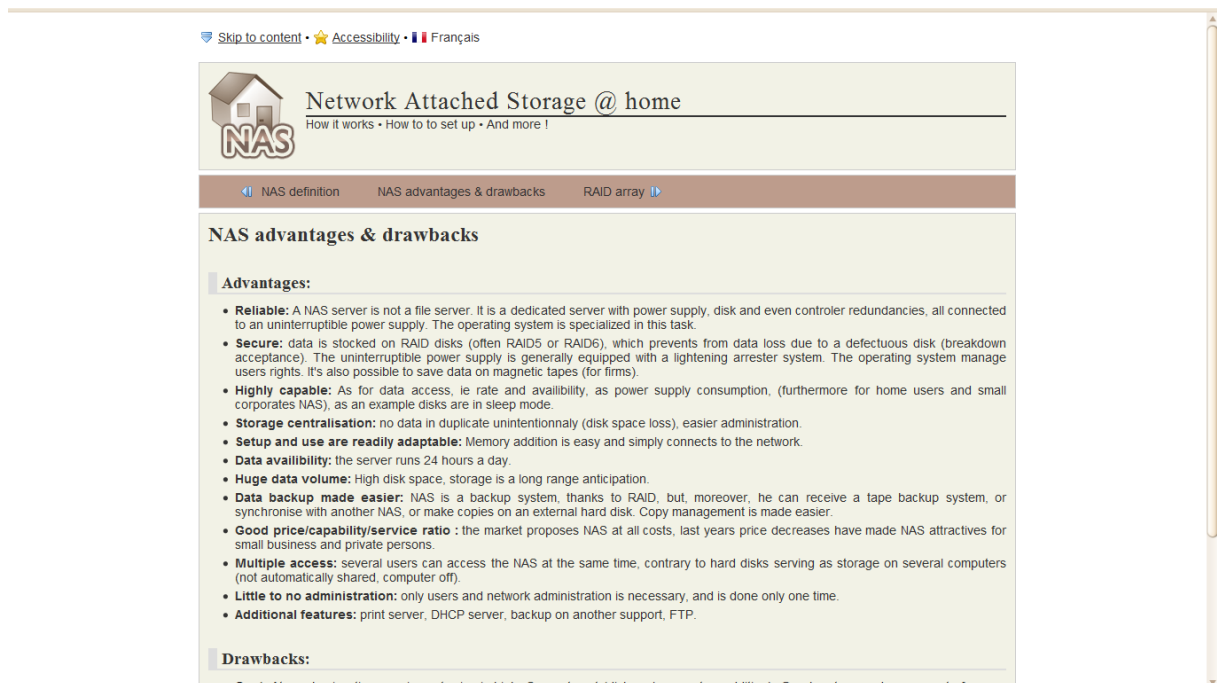 Skip to content • Accessibility • Français
Network Attached Storage @ home
NAS
How it works • How to to set up • And more !
NAS definition NAS advantages & drawbacks RAID array
NAS advantages & drawbacks
Advantages:
• Reliable: A NAS server is not a file server. It is a dedicated server with power supply, disk and even controler redundancies, all connected
to an uninterruptible power supply. The operating system is specialized in this task.
• Secure: data is stocked on RAID disks (often RAID5 or RAID6), which prevents from data loss due to a defectuous disk (breakdown
acceptance). The uninterruptible power supply is generally equipped with a lightening arrester system. The operating system manage
users rights. It's also possible to save data on magnetic tapes (for firms).
• Highly capable: As for data access, ie rate and availibility, as power supply consumption, (furthermore for home users and small
corporates NAS), as an example disks are in sleep mode.
• Storage centralisation: no data in duplicate unintentionnaly (disk space loss), easier administration.
• Setup and use are readily adaptable: Memory addition is easy and simply connects to the network.
• Data availibility: the server runs 24 hours a day.
• Huge data volume: High disk space, storage is a long range anticipation.
• Data backup made easier: NAS is a backup system, thanks to RAID, but, moreover, he can receive a tape backup system, or
synchronise with another NAS, or make copies on an external hard disk. Copy management is made easier.
• Good price/capability/service ratio : the market proposes NAS at all costs, last years price decreases have made NAS attractives for
small business and private persons.
• Multiple access: several users can access the NAS at the same time, contrary to hard disks serving as storage on several computers
(not automatically shared, computer off).
• Little to no administration: only users and network administration is necessary, and is done only one time.
• Additional features: print server, DHCP server, backup on another support, FTP.
Drawbacks: